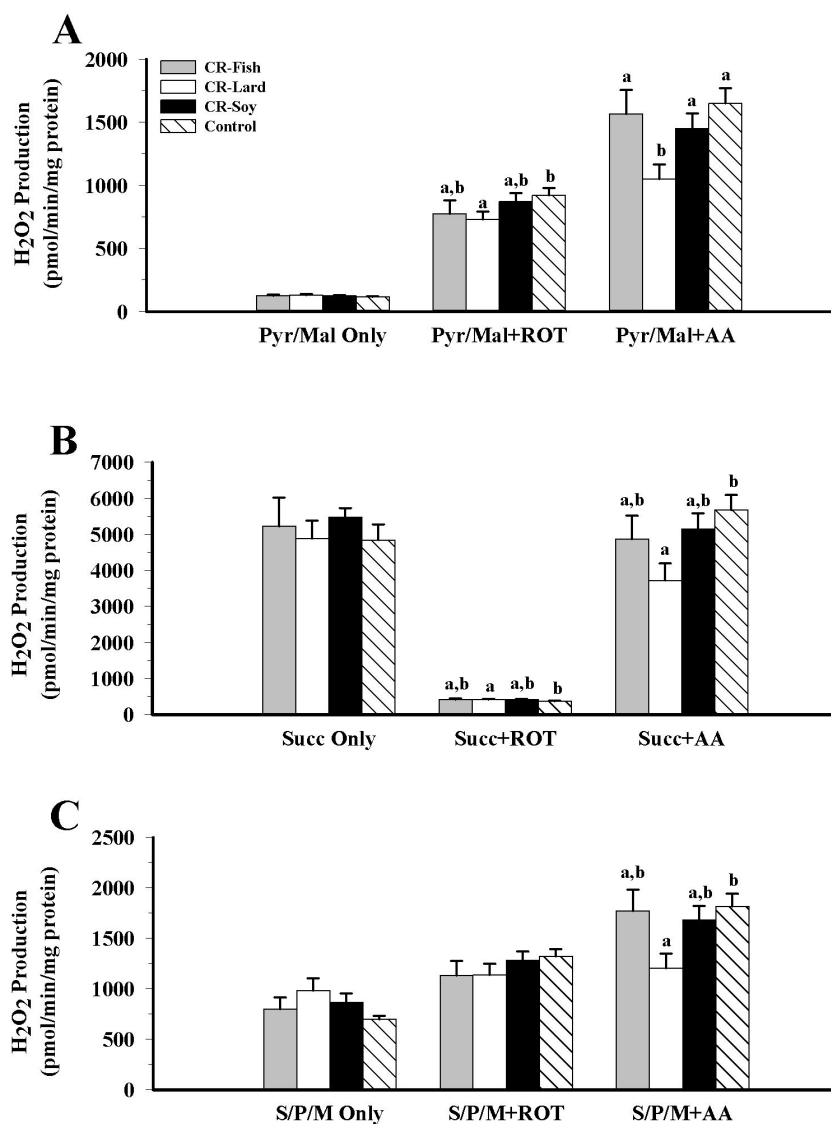 A
2000
1500
1000
500
0
H2O2 Production
(pmol/min/mg protein)
CR-Fish
CR-Lard
CR-Soy
Control
a,b a a,b b
a b a a
Pyr/Mal Only Pyr/Mal+ROT Pyr/Mal+AA
B
7000
6000
5000
4000
3000
2000
1000
0
H2O2 Production
(pmol/min/mg protein)
a,b a a,b b
a,b a a,b b
Succ Only Succ+ROT Succ+AA
C
2500
2000
1500
1000
500
0
H2O2 Production
(pmol/min/mg protein)
a,b a a,b b
S/P/M Only S/P/M+ROT S/P/M+AA